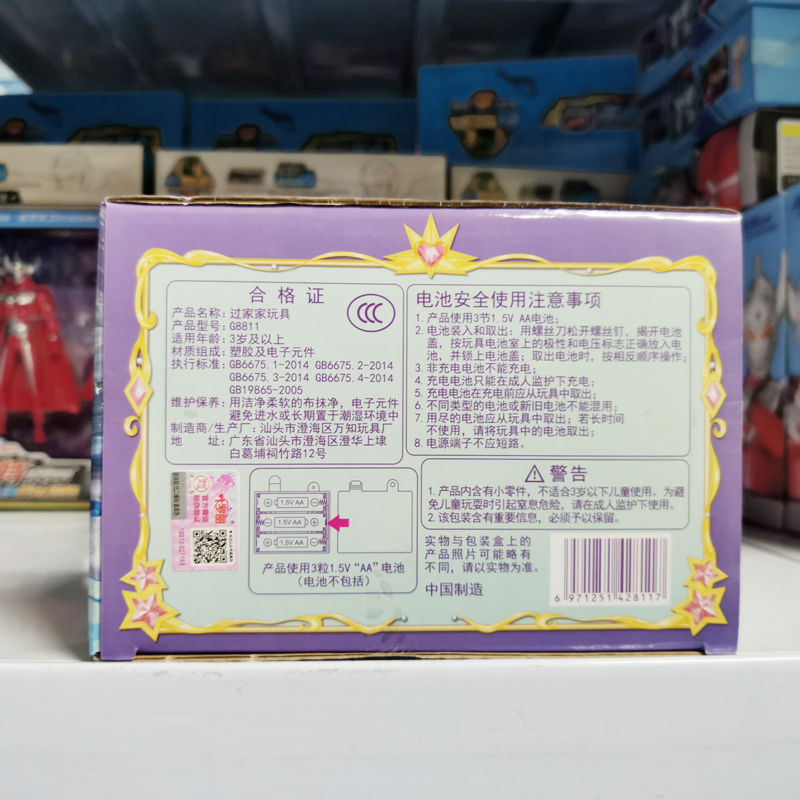 合格证
产品名称：过家家玩具
产品型号：G8811
适用年龄：3岁及以上
材质组成：塑胶及电子元件
执行标准：GB6675.1-2014 GB6675.2-2014
GB6675.3-2014 GB6675.4-2014
GB19865-2005
维护保养：用洁净柔软的布抹净，电子元件
避免进水或长期置于潮湿环境中
制造商/生产厂：汕头市澄海区万知玩具厂
地 址：广东省汕头市澄海区澄华上埭
白葛埔祠竹路12号
电池安全使用注意事项
1. 产品使用3节1.5V AA电池；
2. 电池装入和取出：用螺丝刀松开螺丝钉，揭开电池
盖，按玩具电池室上的极性和电压标志正确放入电
池，并锁上电池盖；取出电池时，按相反顺序操作；
3. 非充电电池不能充电；
4. 充电电池只能在成人监护下充电；
5. 充电电池在充电前应从玩具中取出；
6. 不同类型的电池或新旧电池不能混用；
7. 用尽的电池应从玩具中取出；若长时间
不使用，请将玩具中的电池取出；
8. 电源端子不应短路。
1.5V AA
1.5V AA
1.5V AA
产品使用3粒1.5V“AA”电池
（电池不包括）
警告
1. 产品内含有小零件，不适合3岁以下儿童使用。为避
免儿童玩耍时引起窒息危险，请在成人监护下使用。
2. 该包装含有重要信息，必须予以保留。
实物与包装盒上的
产品照片可能略有
不同，请以实物为准。
中国制造
6 971251 428117